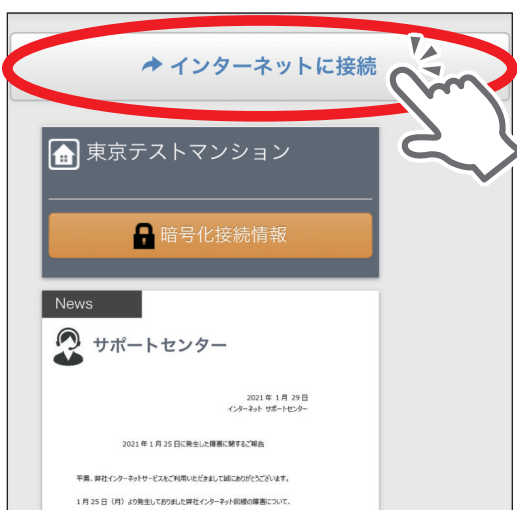 インターネットに接続
東京テストマンション
暗号化接続情報
News
サポートセンター
2021 年 1 月 29 日
インターネット サポートセンター
2021 年 1 月 25 日に発生した障害に関するご報告
平素、弊社インターネットサービスをご利用いただきまして誠にありがとうございます。
1 月 25 日（月）より発生しておりました弊社インターネット回線の障害について、